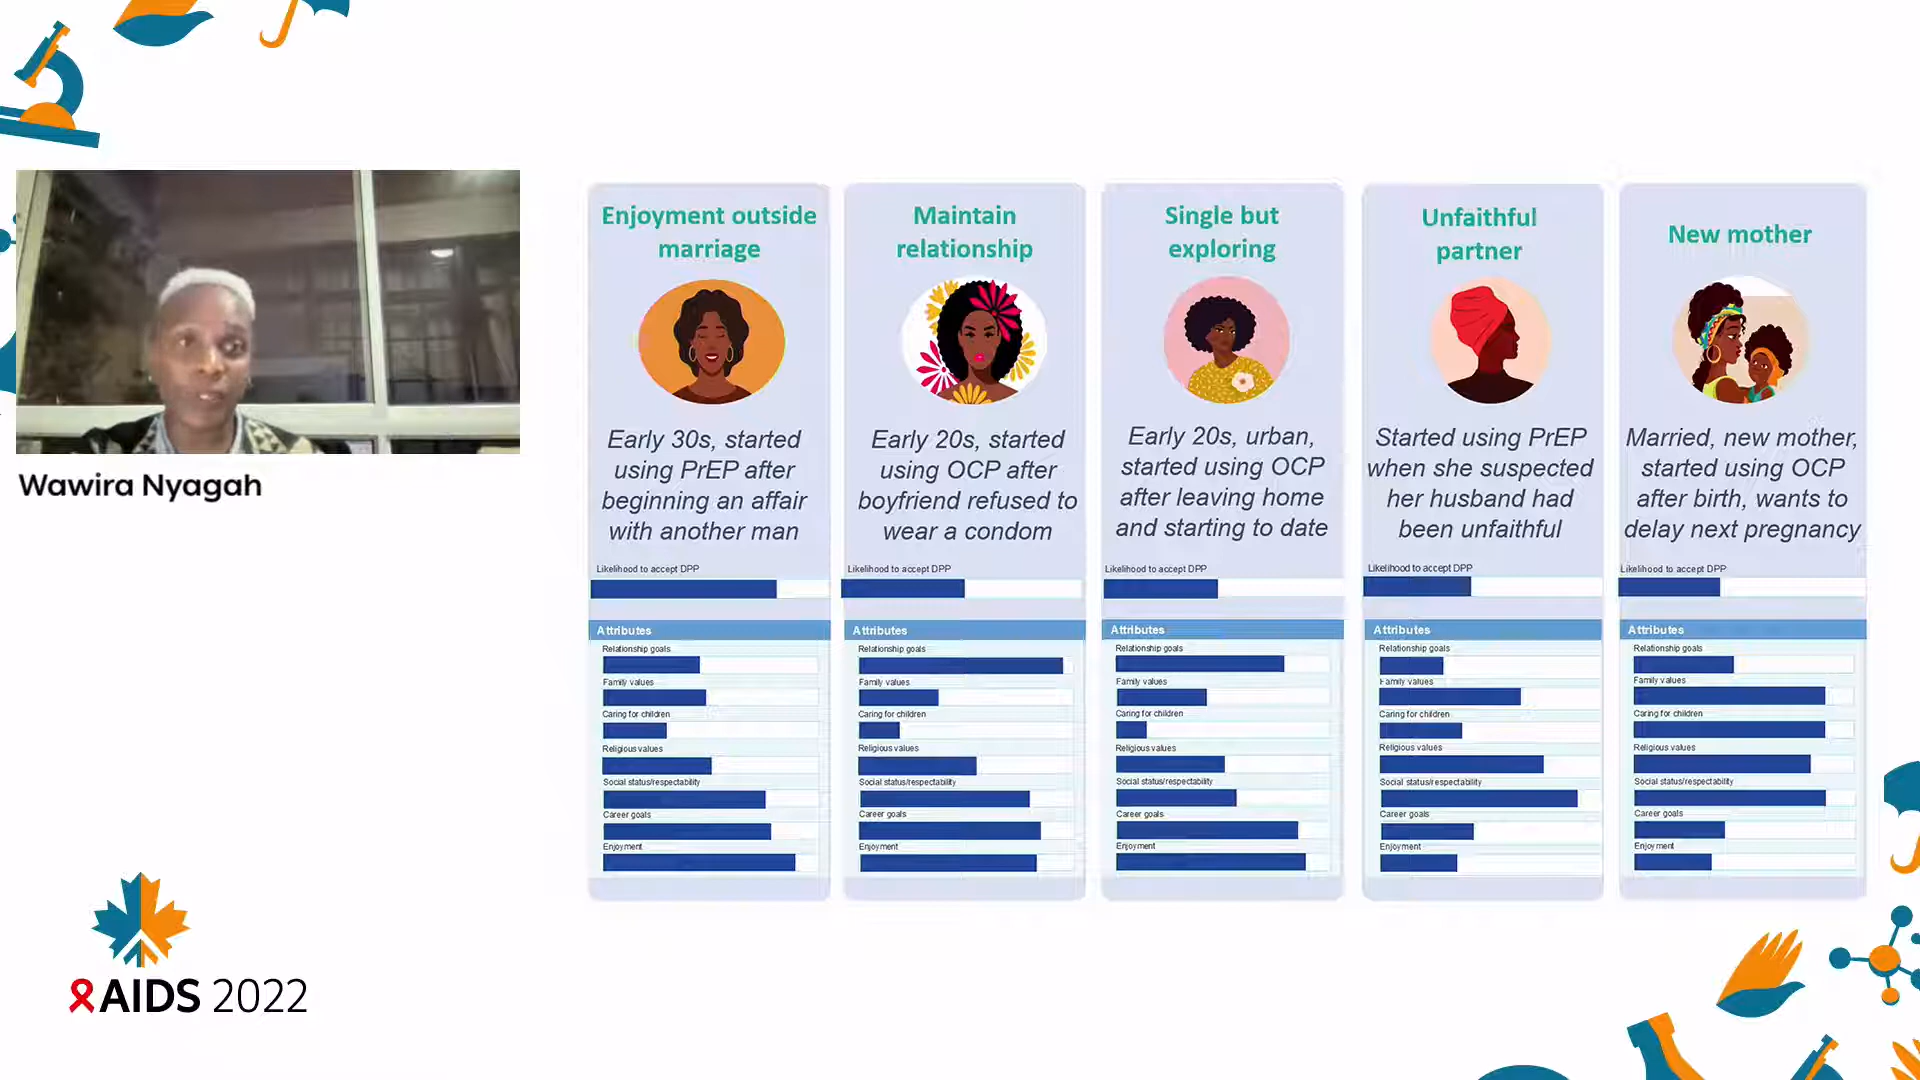 Wawira Nyagah
AIDS 2022
Enjoyment outside
marriage
Early 30s, started
using PrEP after
beginning an affair
with another man
Likelihood to accept DPP
Attributes
Relationship goals
Family values
Caring for children
Religious values
Social status/respectability
Career goals
Enjoyment
Maintain
relationship
Early 20s, started
using OCP after
boyfriend refused to
wear a condom
Likelihood to accept DPP
Attributes
Relationship goals
Family values
Caring for children
Religious values
Social status/respectability
Career goals
Enjoyment
Single but
exploring
Early 20s, urban,
started using OCP
after leaving home
and starting to date
Likelihood to accept DPP
Attributes
Relationship goals
Family values
Caring for children
Religious values
Social status/respectability
Career goals
Enjoyment
Unfaithful
partner
Started using PrEP
when she suspected
her husband had
been unfaithful
Likelihood to accept DPP
Attributes
Relationship goals
Family values
Caring for children
Religious values
Social status/respectability
Career goals
Enjoyment
New mother
Married, new mother,
started using OCP
after birth, wants to
delay next pregnancy
Likelihood to accept DPP
Attributes
Relationship goals
Family values
Caring for children
Religious values
Social status/respectability
Career goals
Enjoyment